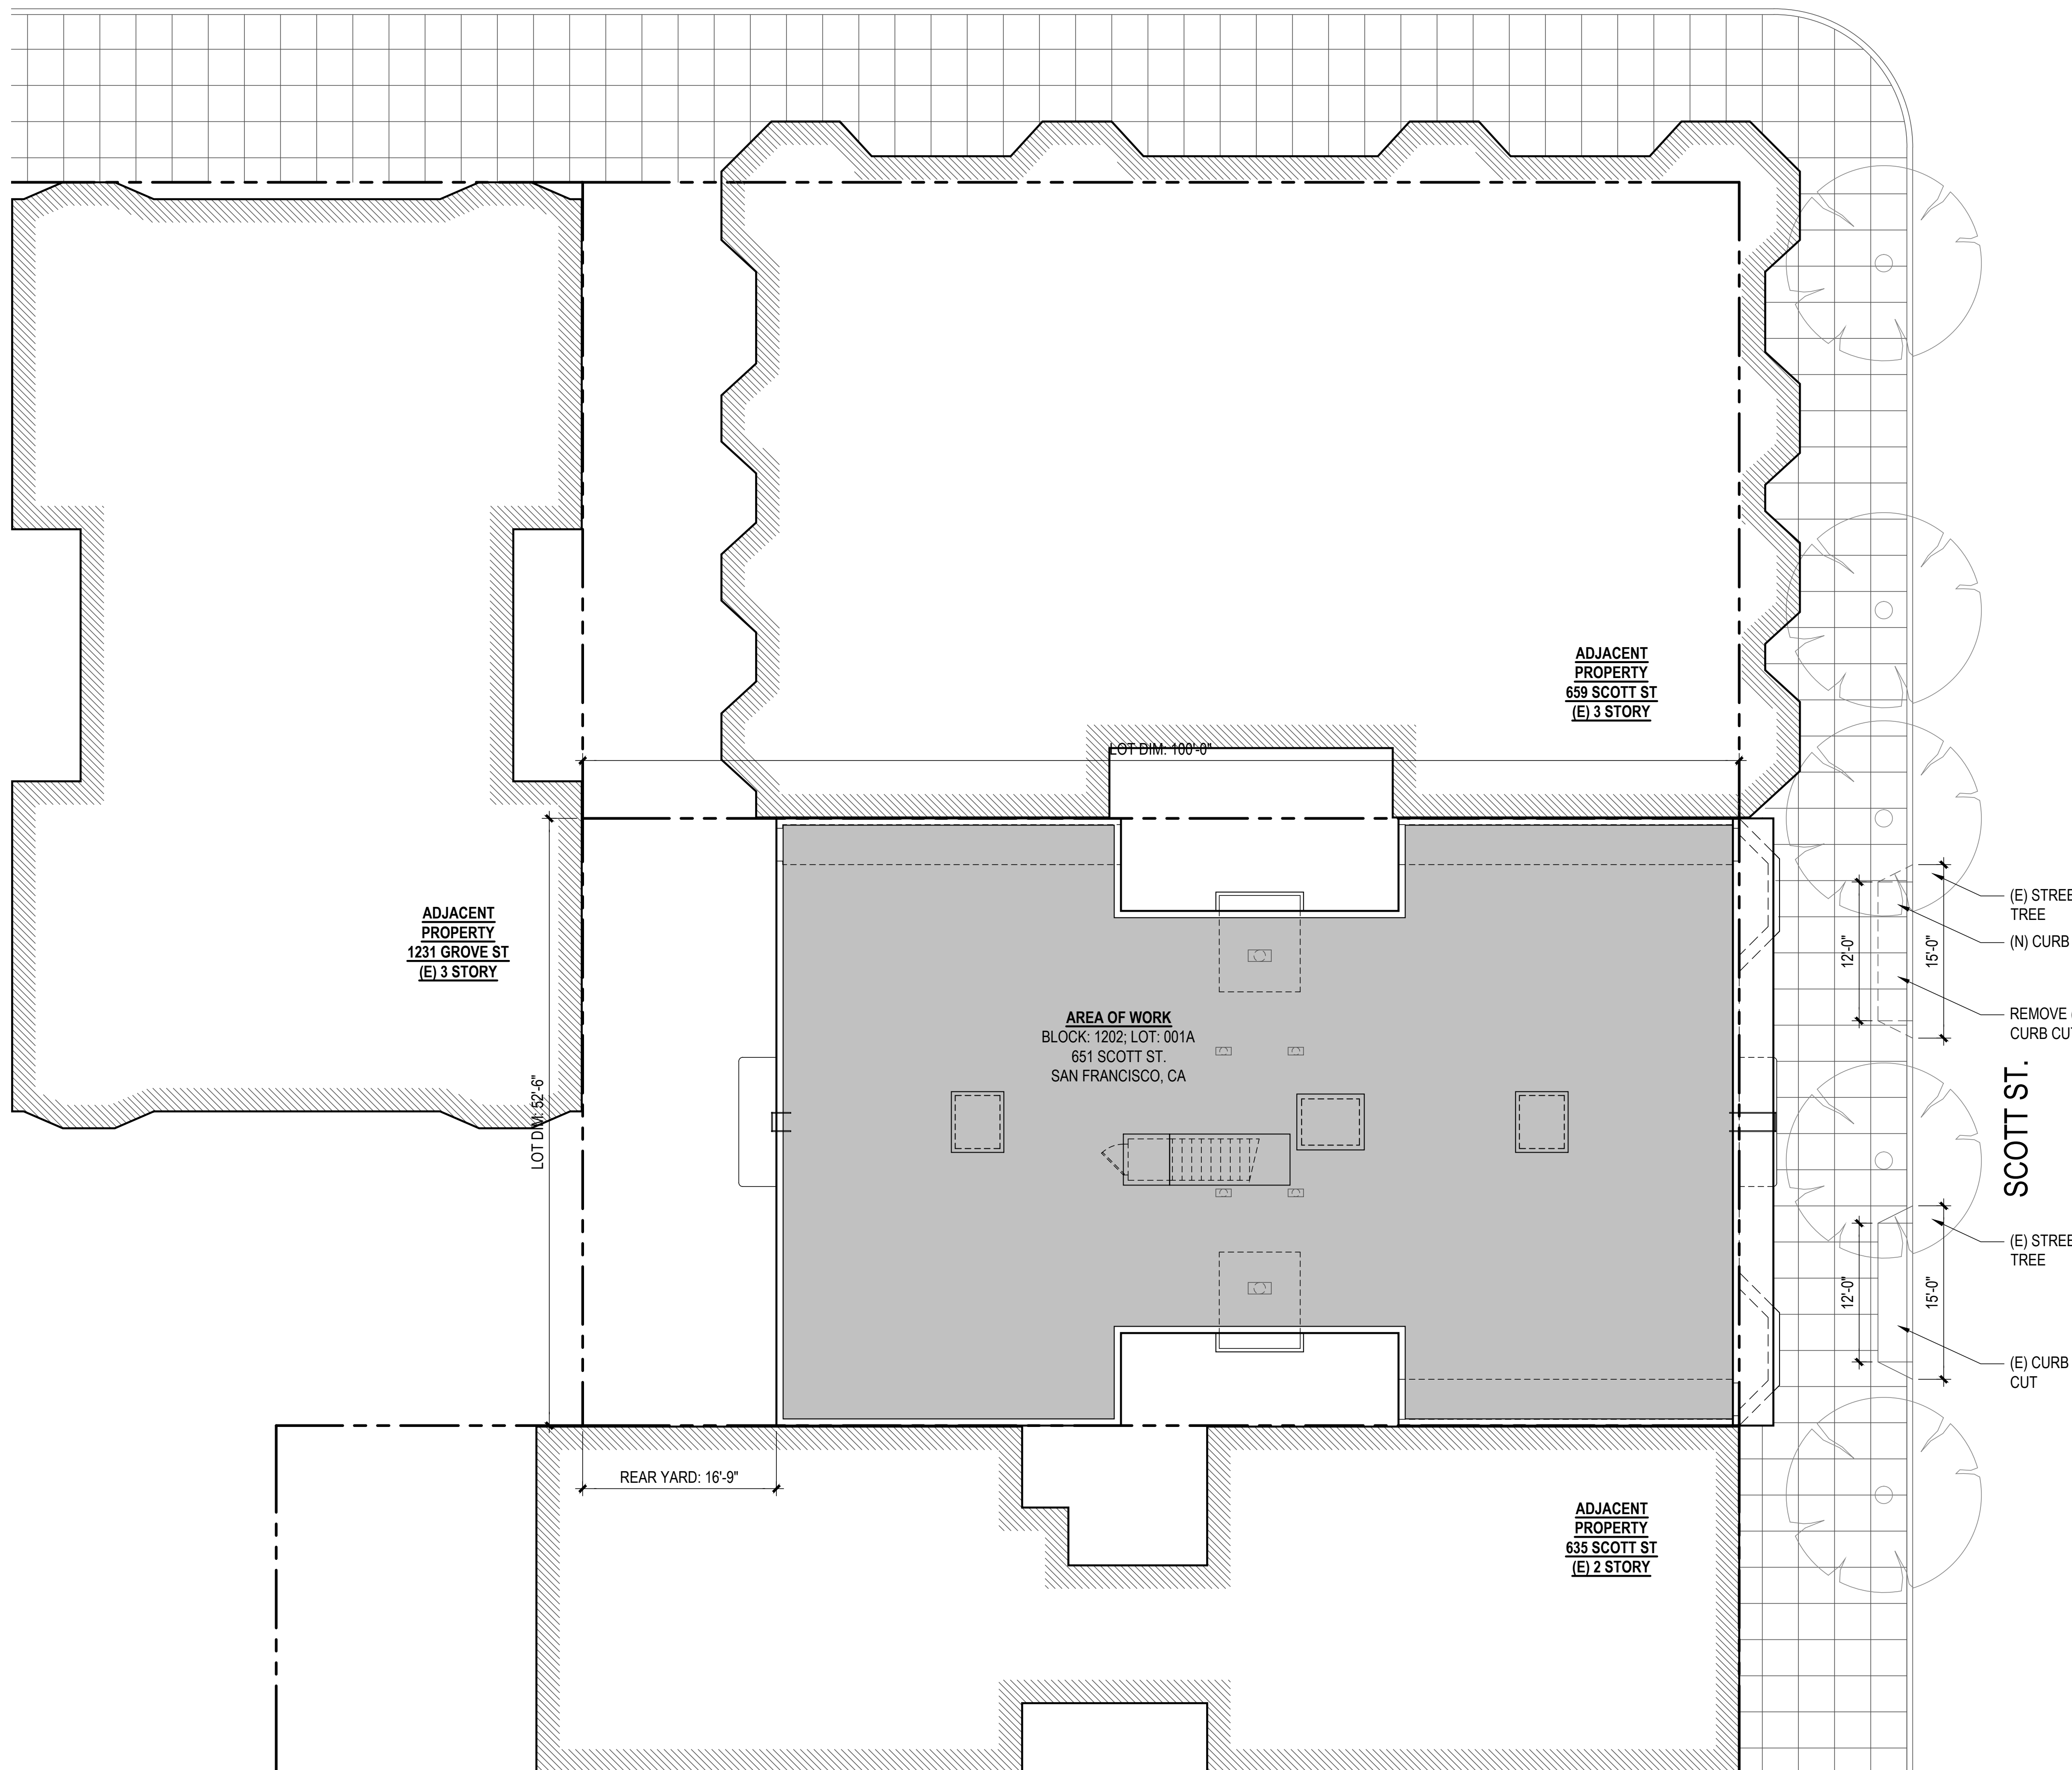 ADJACENT
PROPERTY
659 SCOTT ST
(E) 3 STORY
LOT DIM: 100'-0"
ADJACENT
PROPERTY
1231 GROVE ST
(E) 3 STORY
LOT DIM: 52'-6"
AREA OF WORK
BLOCK: 1202; LOT: 001A
651 SCOTT ST.
SAN FRANCISCO, CA
12'-0"
15'-0"
(E) STREE
TREE
(N) CURB
REMOVE
CURB CUT
SCOTT ST.
12'-0"
15'-0"
(E) STREE
TREE
(E) CURB
CUT
REAR YARD: 16'-9"
ADJACENT
PROPERTY
635 SCOTT ST
(E) 2 STORY